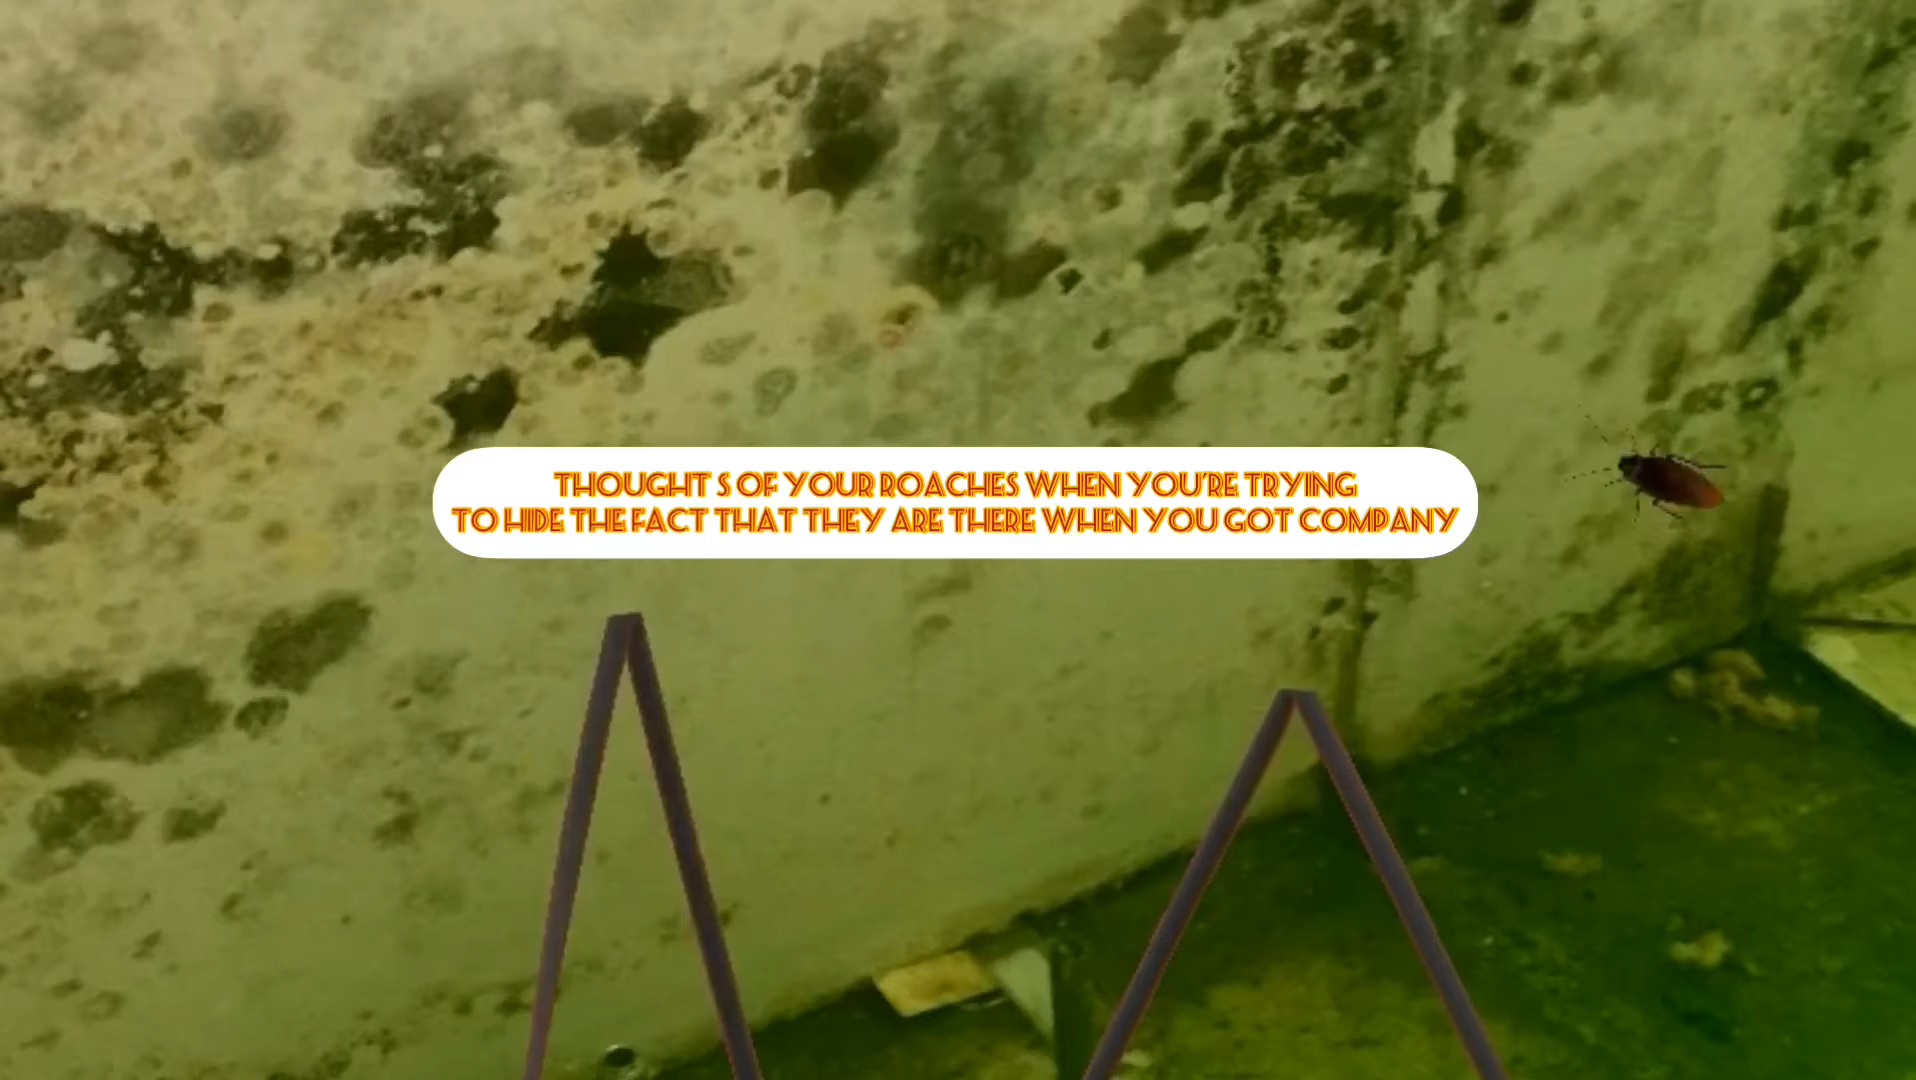 THOUGHT S OF YOUR ROACHES WHEN YOU'RE TRYING
TO HIDE THE FACT THAT THEY ARE THERE WHEN YOU GOT COMPANY